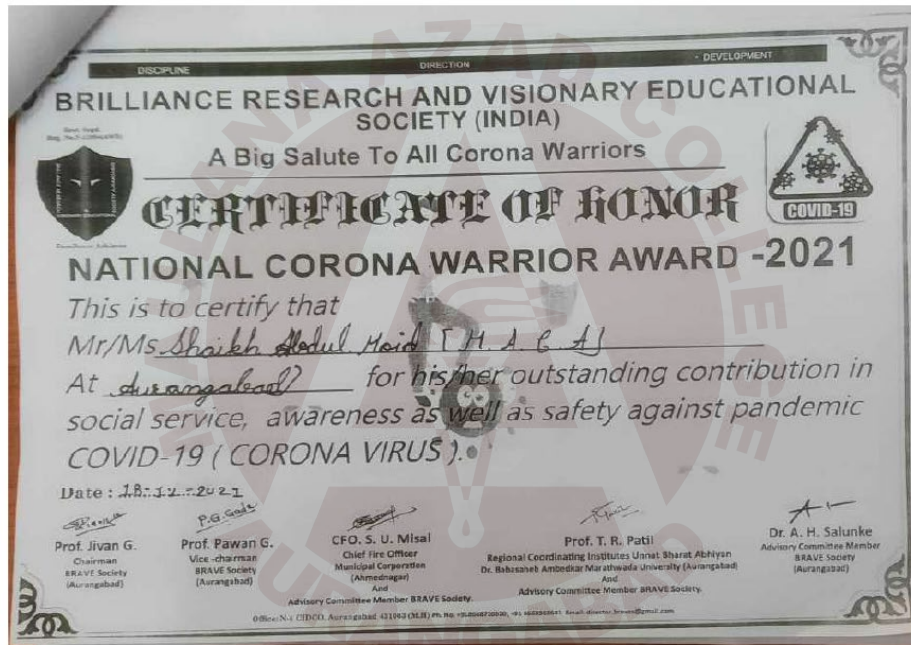 DISCIPLINE
DIRECTION
• DEVELOPMENT
BRILLIANCE RESEARCH AND VISIONARY EDUCATIONAL
SOCIETY (INDIA)
A Big Salute To All Corona Warriors
CERTIFICATE OF HONOR
COVID-19
NATIONAL CORONA WARRIOR AWARD -2021
This is to certify that
Mr/Ms Shaikh Abdul
At Aurangabad for his/her outstanding contribution in
social service, awareness as well as safety against pandemic
COVID-19 ( CORONA VIRUS ).
Date :
P.G. Gade
Prof. Jivan G.
Chairman
BRAVE Society
(Aurangabad)
Prof. Pawan G.
Vice -chairman
BRAVE Society
(Aurangabad)
CFO. S. U. Misal
Chief Fire Officer
Municipal Corporation
(Ahmednagar)
And
Advisory Committee Member BRAVE Society.
Prof. T. R. Patil
Regional Coordinating Institutes Unnat Bharat Abhiyan
Dr. Babasaheb Ambedkar Marathwada University (Aurangabad)
And
Advisory Committee Member BRAVE Society.
Dr. A. H. Salunke
Advisory Committee Member
BRAVE Society
(Aurangabad)
CIDCO, Aurangabad
AZAD COLLEGE